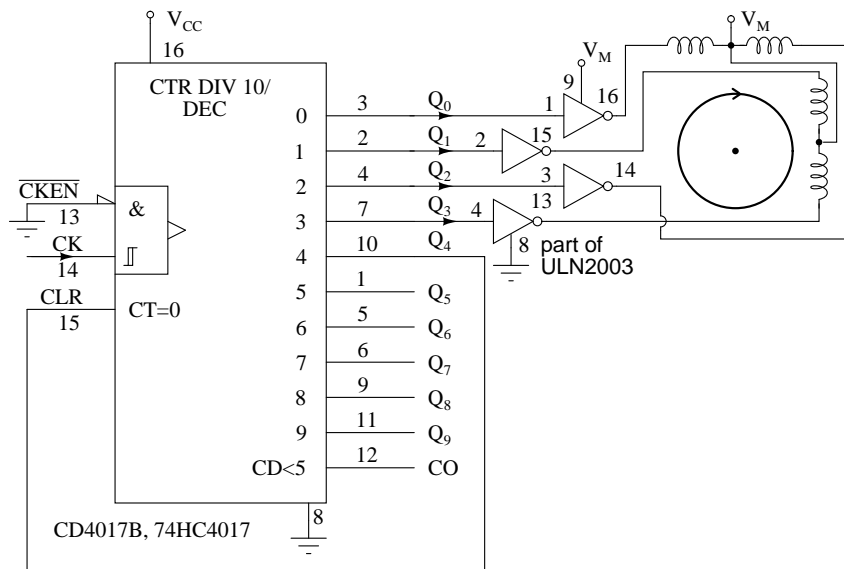 V_CC
16
V_M
V_M
CTR DIV 10/
DEC
9
0
3
Q_0
1
16
1
2
Q_1
2
15
2
4
Q_2
3
14
CKEN
13
&
3
7
Q_3
4
13
CK
14
4
10
Q_4
8
part of
ULN2003
CLR
15
CT=0
5
1
Q_5
6
5
Q_6
7
6
Q_7
8
9
Q_8
9
11
Q_9
CD<5
12
CO
8
CD4017B, 74HC4017